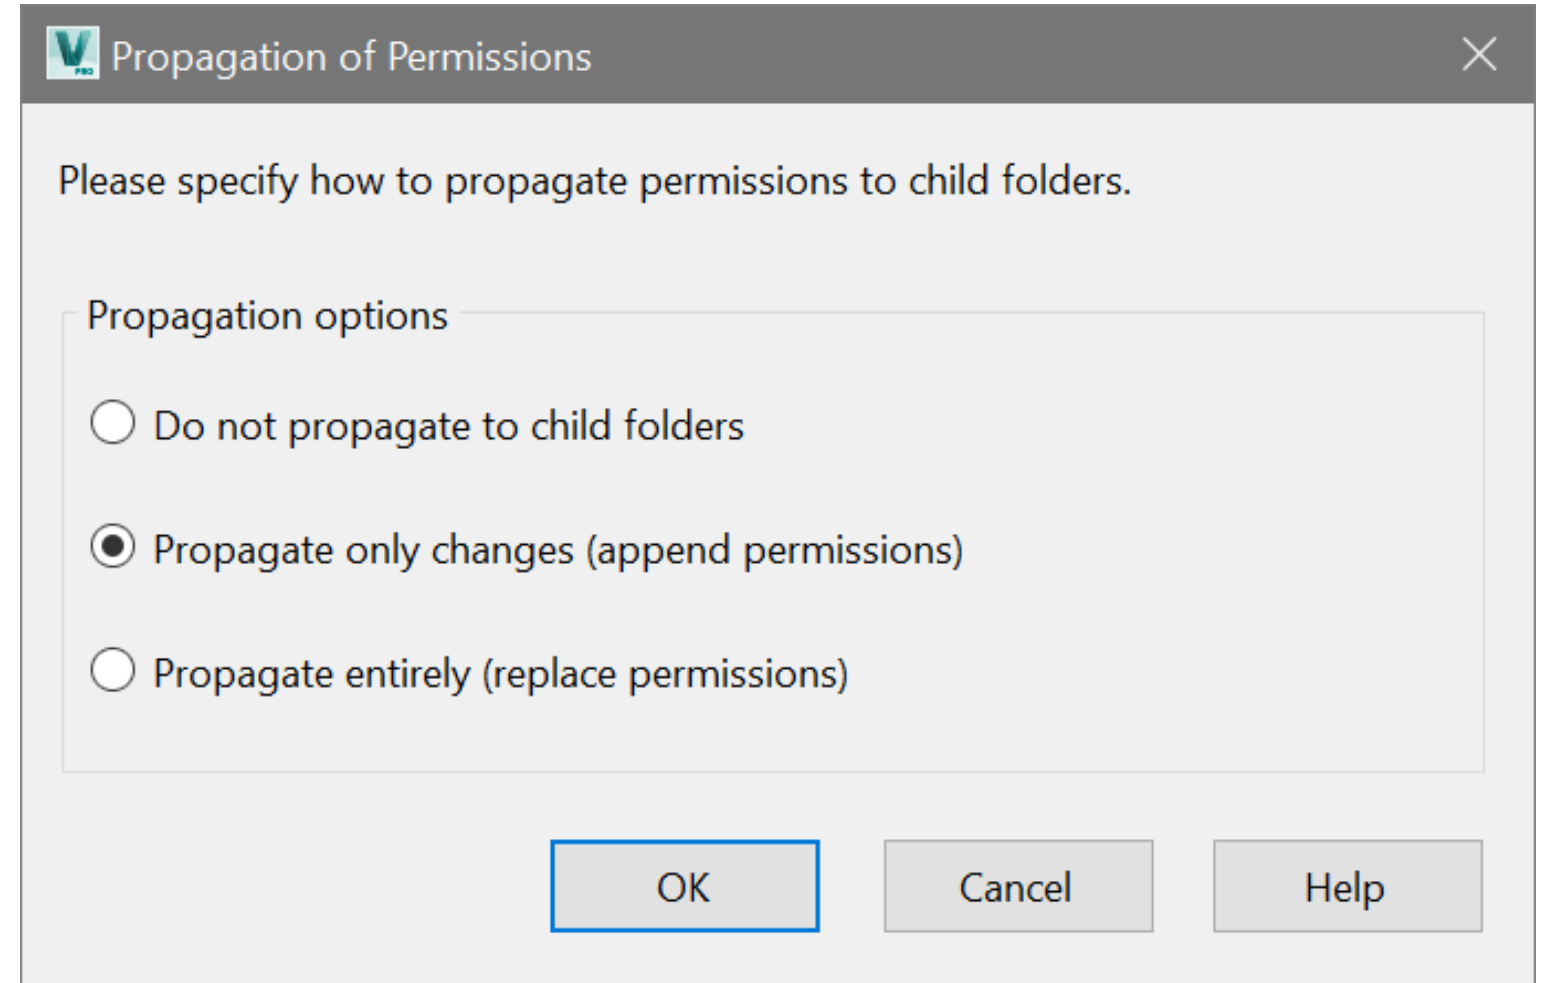 V
PRO
Propagation of Permissions
Please specify how to propagate permissions to child folders.
Propagation options
Do not propagate to child folders
Propagate only changes (append permissions)
Propagate entirely (replace permissions)
OK
Cancel
Help